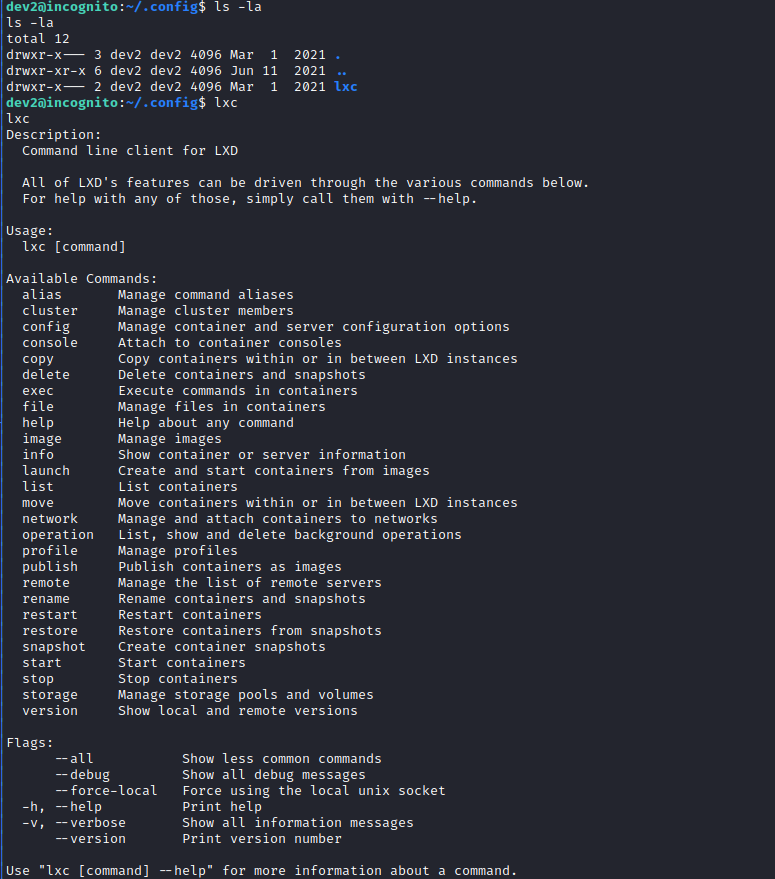 dev2@incognito:~/.config$ ls -la
ls -la
total 12
drwxr-x--- 3 dev2 dev2 4096 Mar  1  2021 .
drwxr-xr-x 6 dev2 dev2 4096 Jun 11  2021 ..
drwxr-x--- 2 dev2 dev2 4096 Mar  1  2021 lxc
dev2@incognito:~/.config$ lxc
lxc
Description:
  Command line client for LXD

  All of LXD's features can be driven through the various commands below.
  For help with any of those, simply call them with --help.

Usage:
  lxc [command]

Available Commands:
  alias       Manage command aliases
  cluster     Manage cluster members
  config      Manage container and server configuration options
  console     Attach to container consoles
  copy        Copy containers within or in between LXD instances
  delete      Delete containers and snapshots
  exec        Execute commands in containers
  file        Manage files in containers
  help        Help about any command
  image       Manage images
  info        Show container or server information
  launch      Create and start containers from images
  list        List containers
  move        Move containers within or in between LXD instances
  network     Manage and attach containers to networks
  operation   List, show and delete background operations
  profile     Manage profiles
  publish     Publish containers as images
  remote      Manage the list of remote servers
  rename      Rename containers and snapshots
  restart     Restart containers
  restore     Restore containers from snapshots
  snapshot    Create container snapshots
  start       Start containers
  stop        Stop containers
  storage     Manage storage pools and volumes
  version     Show local and remote versions

Flags:
      --all           Show less common commands
      --debug         Show all debug messages
      --force-local   Force using the local unix socket
  -h, --help          Print help
  -v, --verbose       Show all information messages
      --version       Print version number

Use "lxc [command] --help" for more information about a command.